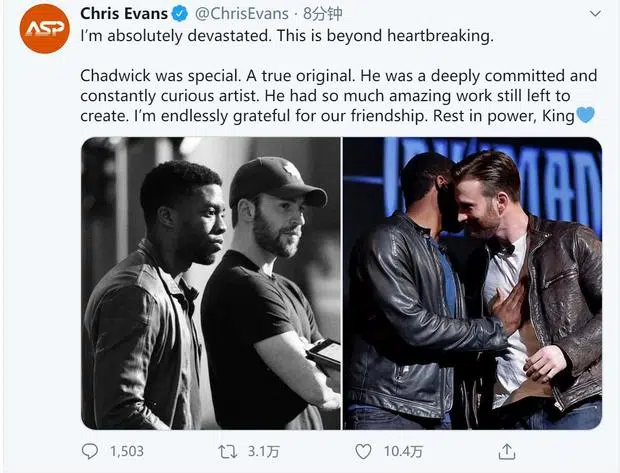 ASP
Chris Evans @ChrisEvans · 8分钟
I'm absolutely devastated. This is beyond heartbreaking.
Chadwick was special. A true original. He was a deeply committed and
constantly curious artist. He had so much amazing work still left to
create. I'm endlessly grateful for our friendship. Rest in power, King💙
1,503
3.1万
10.4万